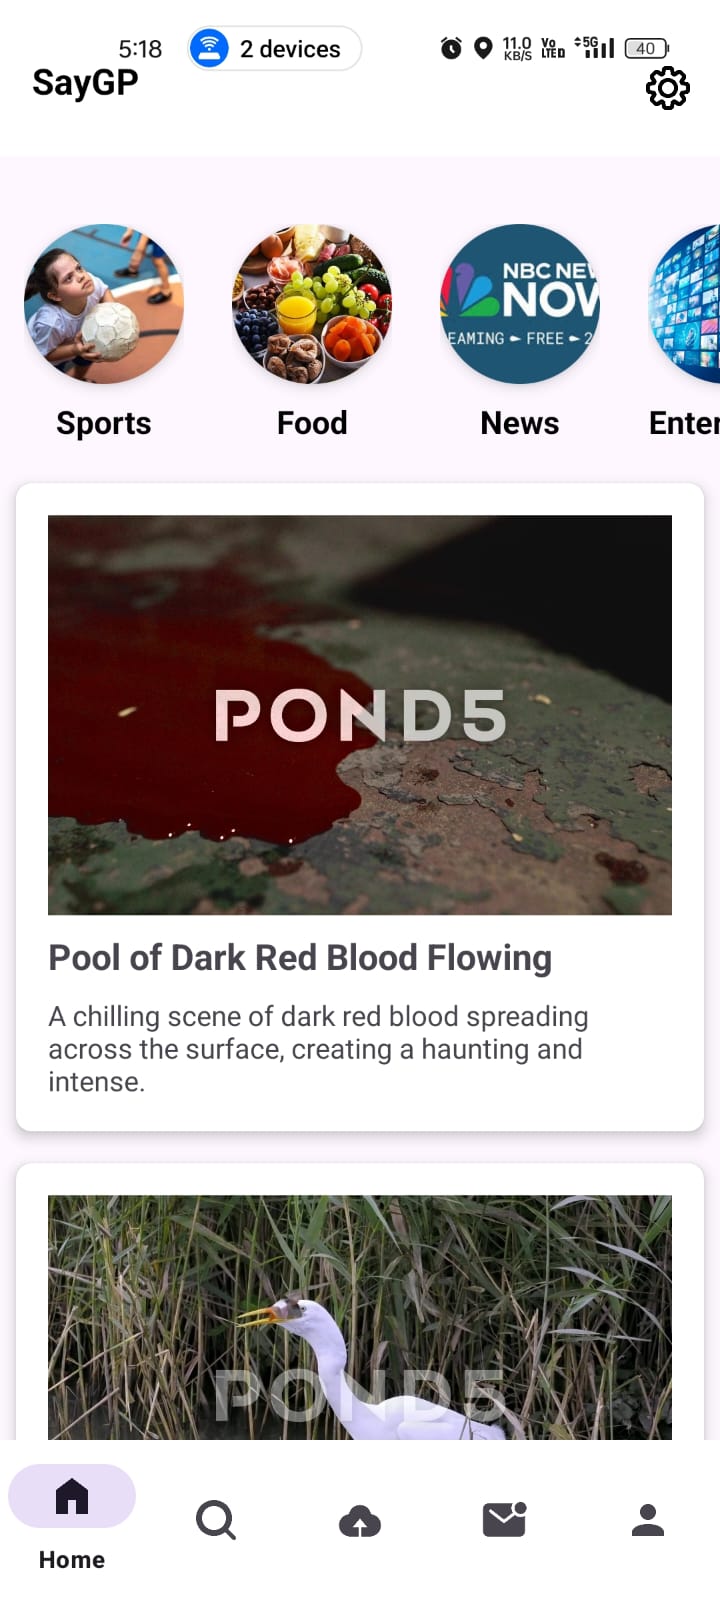 5:18
2 devices
11.0
KB/S
Vo
LTED
5G
40
SayGP
NBC NEW
NOW
EAMING FREE 2
Sports
Food
News
Enter
POND5
Pool of Dark Red Blood Flowing
A chilling scene of dark red blood spreading
across the surface, creating a haunting and
intense.
POND5
Home